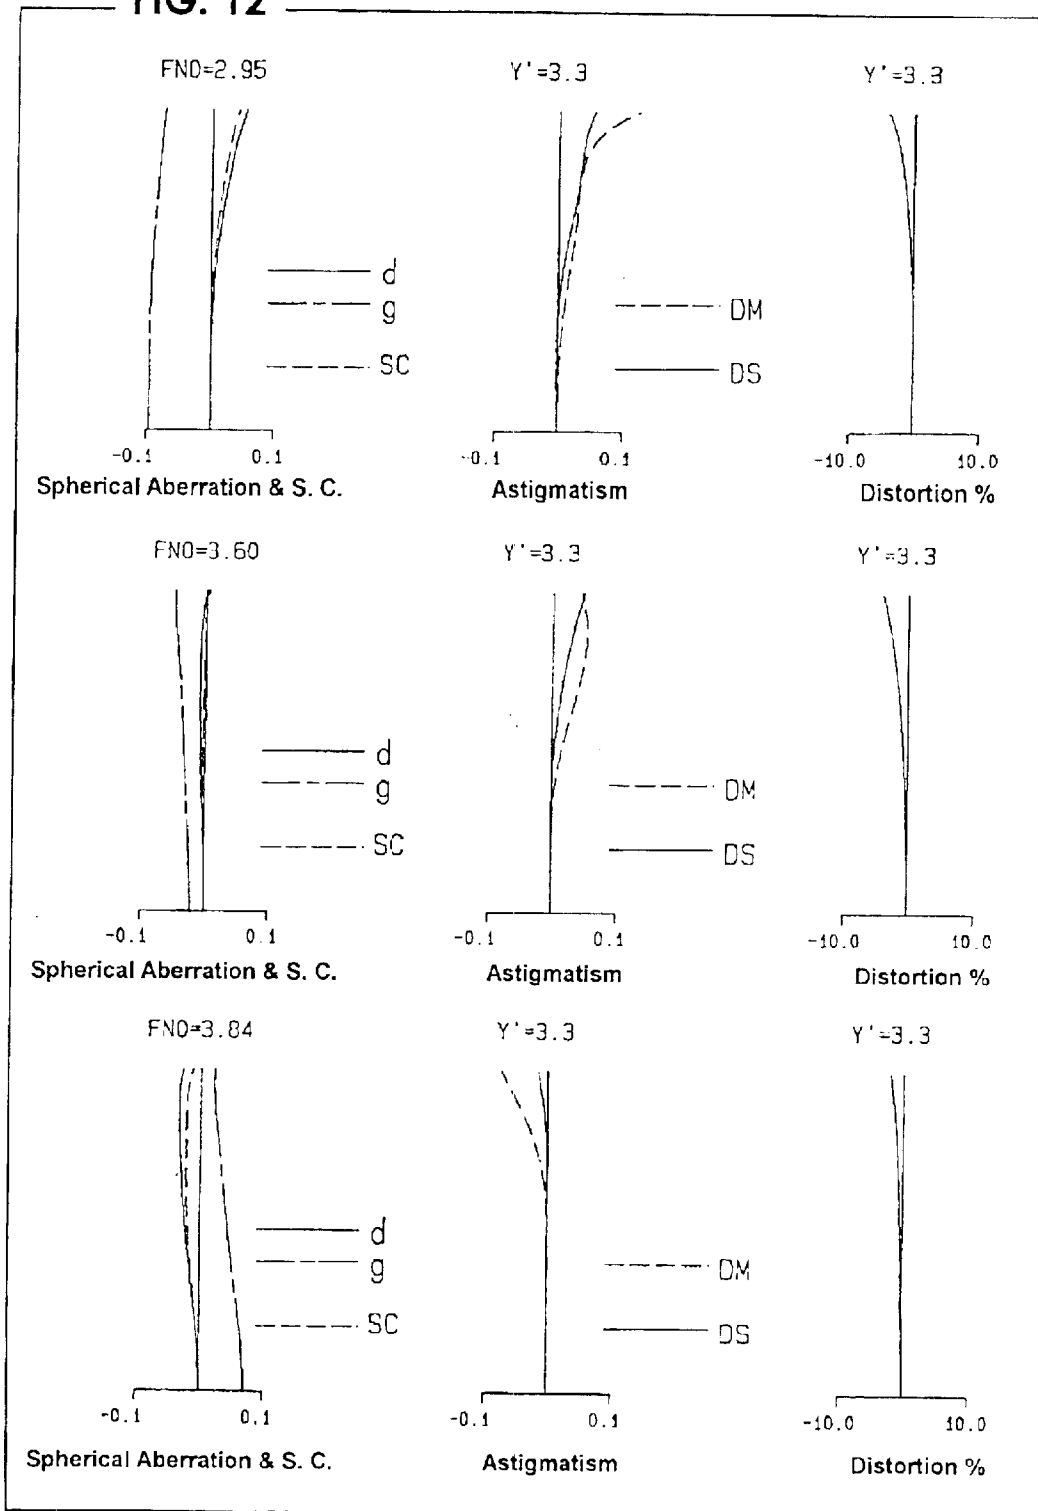 FIG. 12
FNO=2.95 Y'=3.3 Y'=3.3
d
g
SC
DM
DS
-0.1 0.1 -0.1 0.1 -10.0 10.0
Spherical Aberration & S. C. Astigmatism Distortion %
FNO=3.60 Y'=3.3 Y'=3.3
d
g
SC
DM
DS
-0.1 0.1 -0.1 0.1 -10.0 10.0
Spherical Aberration & S. C. Astigmatism Distortion %
FNO=3.84 Y'=3.3 Y'=3.3
d
g
SC
DM
DS
-0.1 0.1 -0.1 0.1 -10.0 10.0
Spherical Aberration & S. C. Astigmatism Distortion %